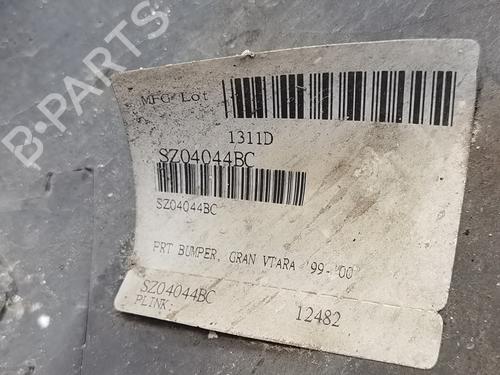 B-PARTS
MFG Lot
1311D
SZ04044BC
SZ04044BC
FRT BUMPER, GRAN VTARA '99-'00
SZ04044BC
PLINK: 12482